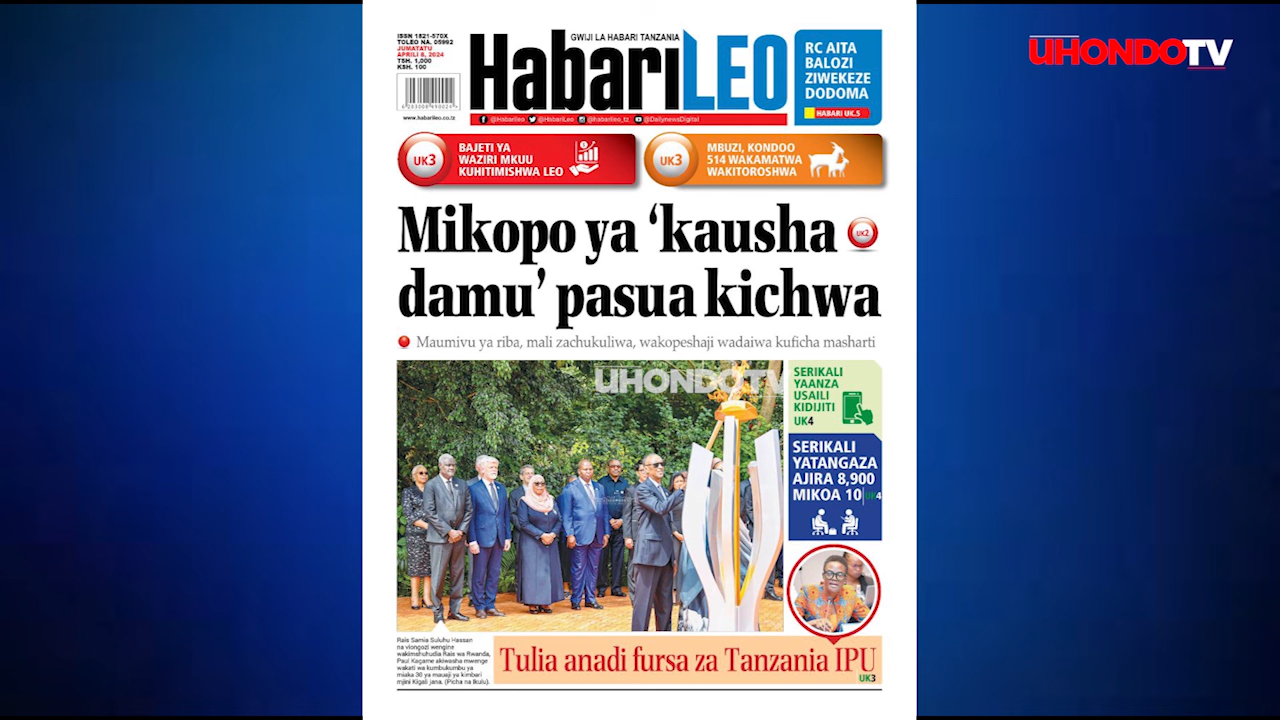 UHONDOTV
ISSN 1821-570X
TOLEO NA. 05992
JUMATATU
APRILI 8, 2024
TSH. 1,000
KSH. 100
www.habarileo.co.tz
GWIJI LA HABARI TANZANIA
HabariLEO
@Habarileo @HabariLeo @habarileo_tz @DailynewsDigital
RC AITA
BALOZI
ZIWEKEZE
DODOMA
HABARI UK.5
UK3
BAJETI YA
WAZIRI MKUU
KUHITIMISHWA LEO
UK3
MBUZI, KONDOO
514 WAKAMATWA
WAKITOROSHWA
Mikopo ya ‘kausha
UK2
damu’ pasua kichwa
Maumivu ya riba, mali zachukuliwa, wakopeshaji wadaiwa kuficha masharti
UHONDOTV
SERIKALI
YAANZA
USAILI
KIDIJITI
UK4
SERIKALI
YATANGAZA
AJIRA 8,900
MIKOA 10 UK4
Rais Samia Suluhu Hassan
na viongozi wengine
wakimshuhudia Rais wa Rwanda,
Paul Kagame akiwasha mwenge
wakati wa kumbukumbu ya
miaka 30 ya mauaji ya kimbari
mjini Kigali jana. (Picha na Ikulu).
Tulia anadi fursa za Tanzania IPU
UK3